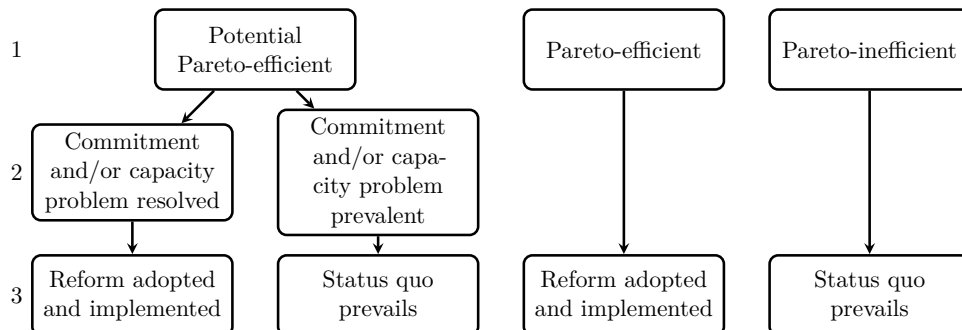 1
Potential
Pareto-efficient
Pareto-efficient
Pareto-inefficient
2
Commitment
and/or capacity
problem resolved
Commitment
and/or capa-
city problem
prevalent
3
Reform adopted
and implemented
Status quo
prevails
Reform adopted
and implemented
Status quo
prevails